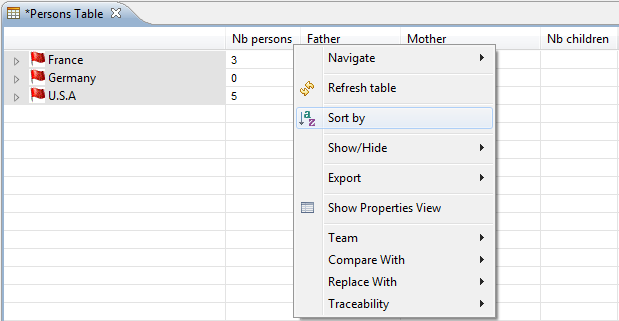 *Persons Table
Nb persons Father Mother Nb children
France 3
Germany 0
U.S.A 5
Navigate
Refresh table
Sort by
Show/Hide
Export
Show Properties View
Team
Compare With
Replace With
Traceability